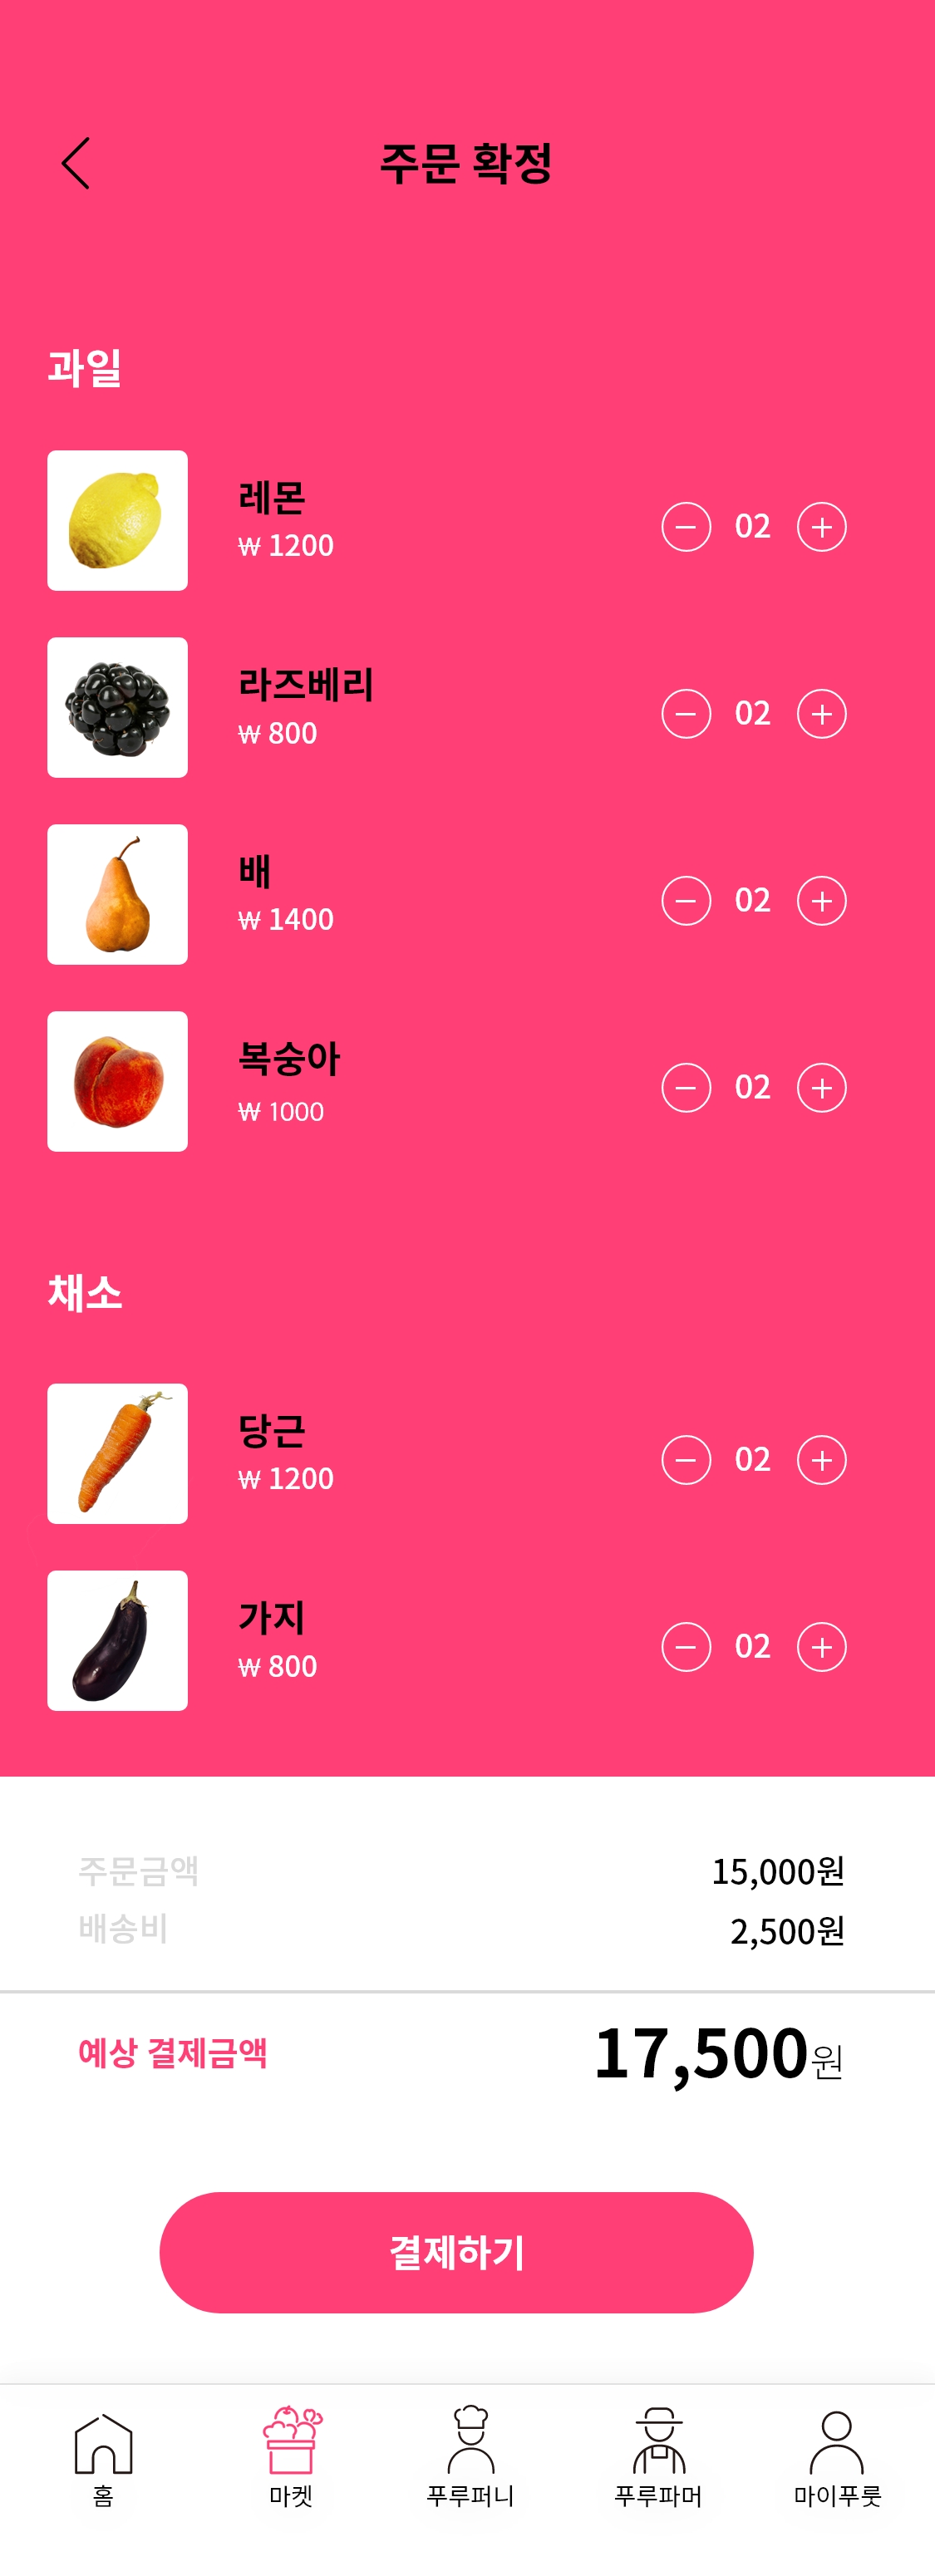 주문 확정
과일
레몬
₩ 1200
02
라즈베리
₩ 800
02
배
₩ 1400
02
복숭아
₩ 1000
02
채소
당근
₩ 1200
02
가지
₩ 800
02
주문금액 15,000원
배송비 2,500원
예상 결제금액 17,500원
결제하기
홈 마켓 푸루퍼니 푸루파머 마이푸룻